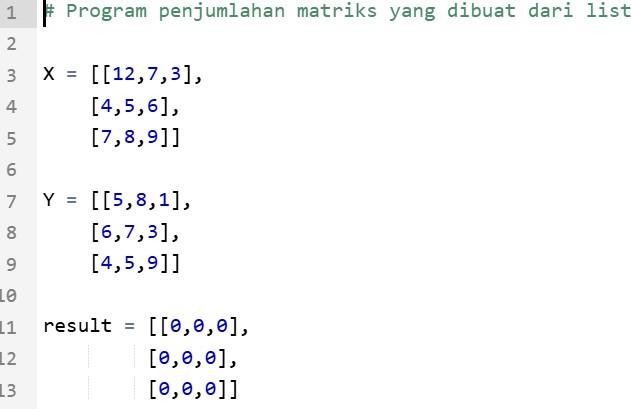 1 # Program penjumlahan matriks yang dibuat dari list
2
3 X = [[12,7,3],
4 [4,5,6],
5 [7,8,9]]
6
7 Y = [[5,8,1],
8 [6,7,3],
9 [4,5,9]]
10
11 result = [[0,0,0],
12 [0,0,0],
13 [0,0,0]]